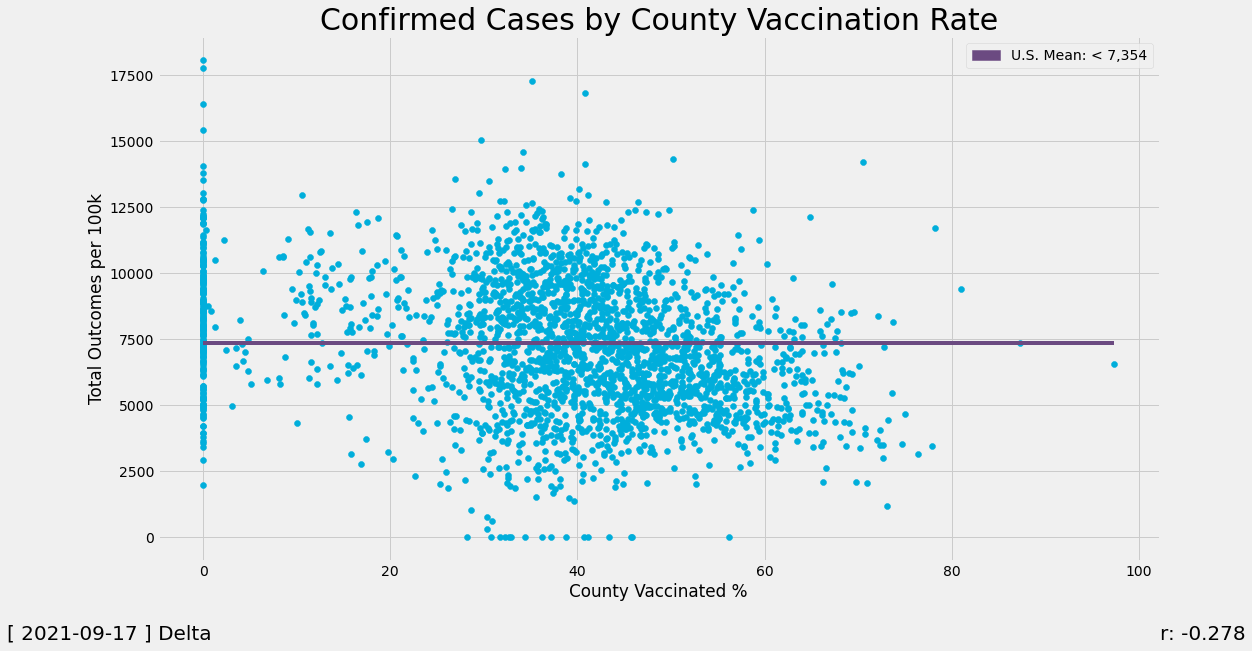 Confirmed Cases by County Vaccination Rate
U.S. Mean: < 7,354
Total Outcomes per 100k
17500
15000
12500
10000
7500
5000
2500
0
0 20 40 60 80 100
County Vaccinated %
[ 2021-09-17 ] Delta
r: -0.278